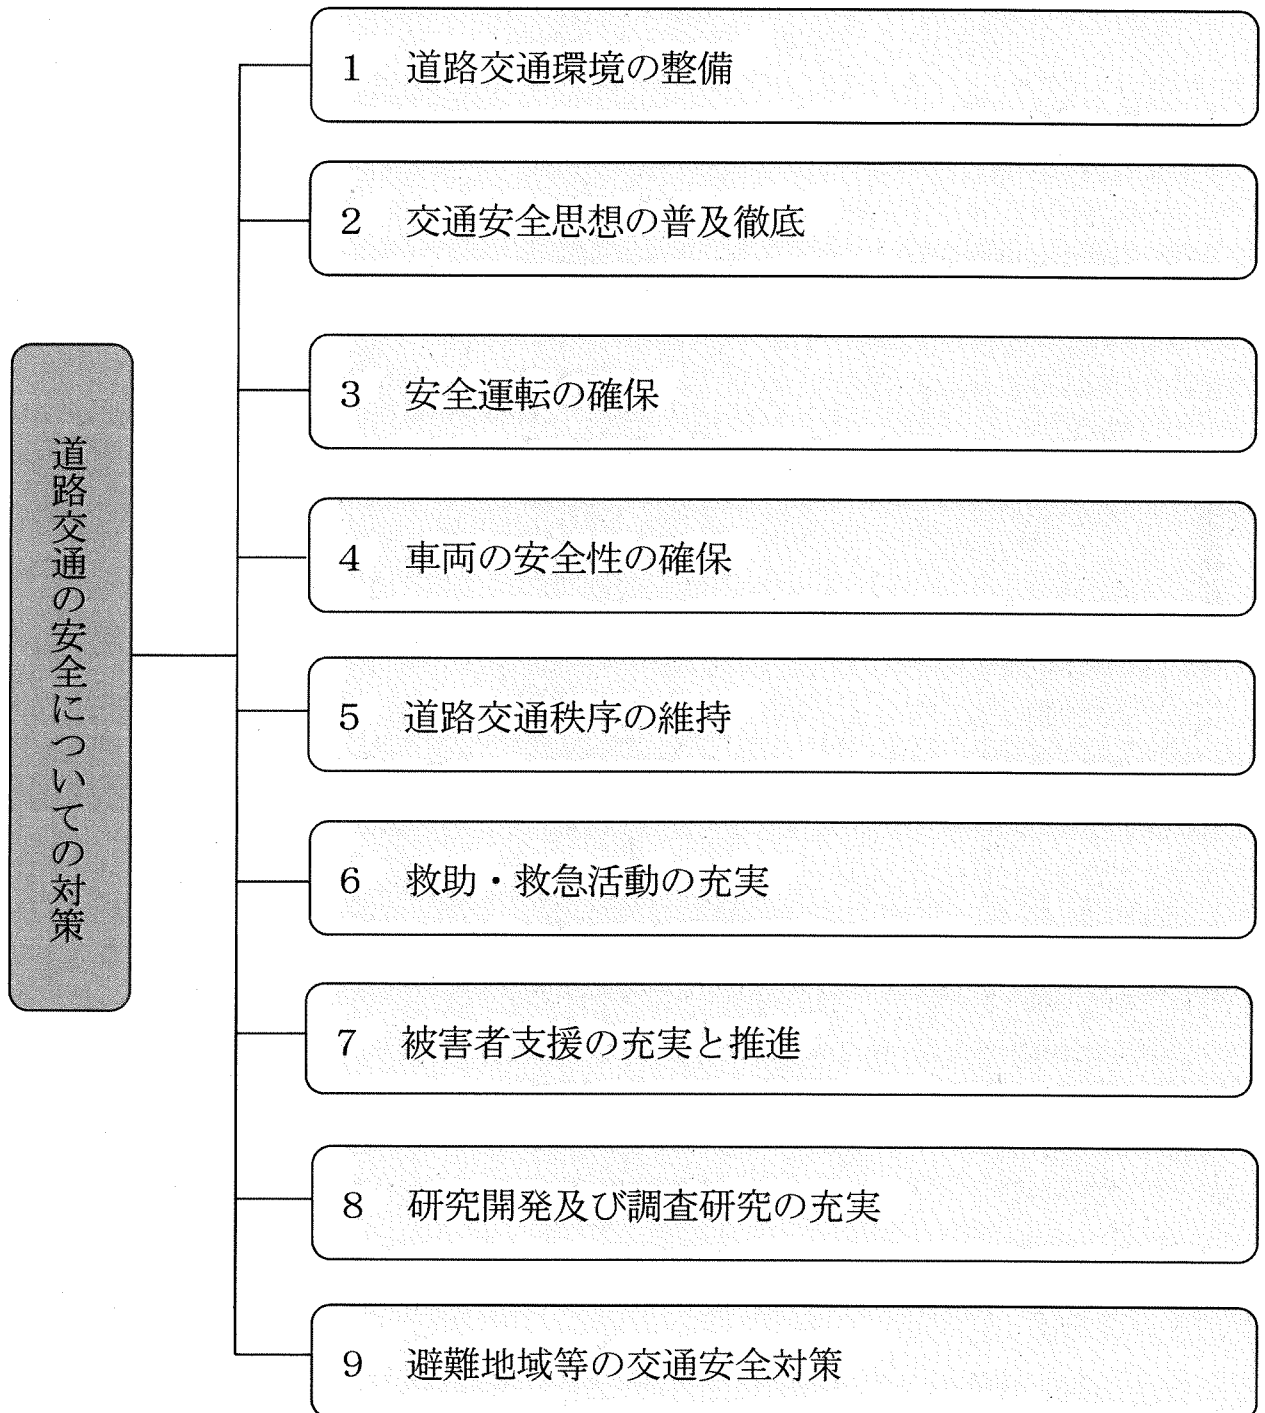 道路交通の安全についての対策
1 道路交通環境の整備
2 交通安全思想の普及徹底
3 安全運転の確保
4 車両の安全性の確保
5 道路交通秩序の維持
6 救助・救急活動の充実
7 被害者支援の充実と推進
8 研究開発及び調査研究の充実
9 避難地域等の交通安全対策